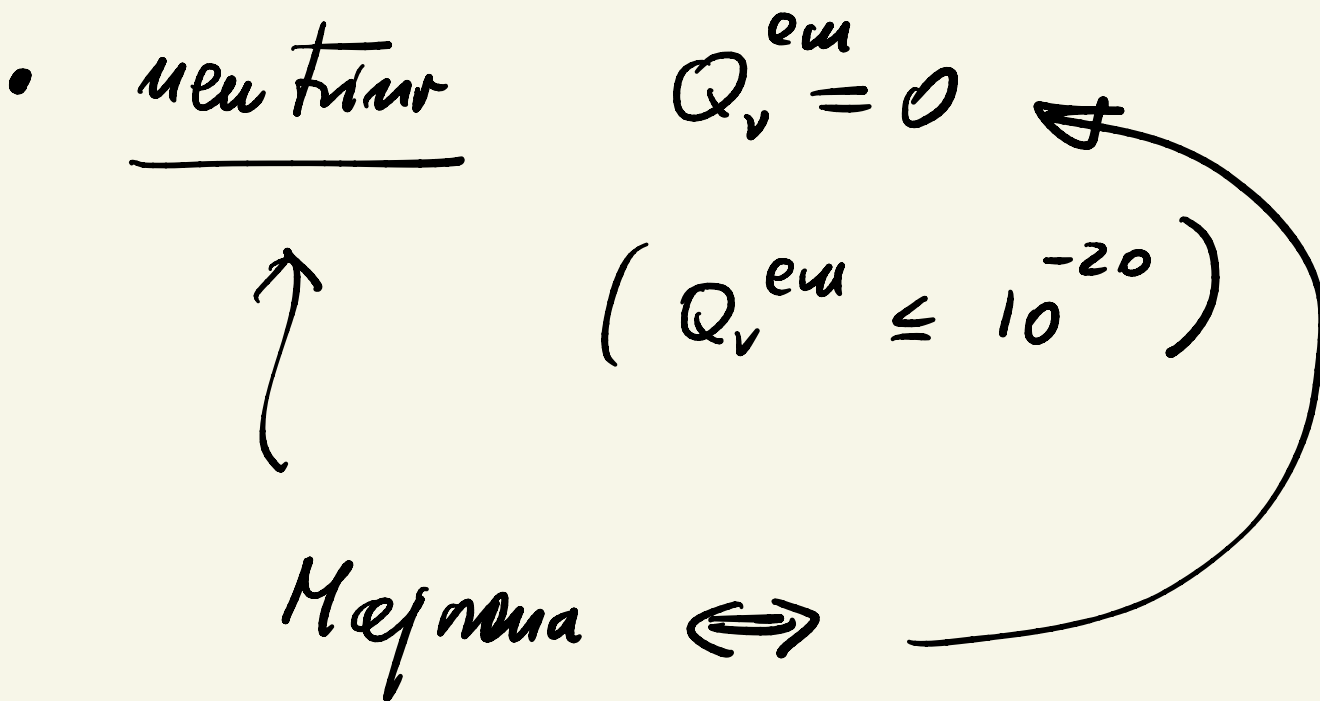 • neutrino Q_ν^{em} = 0
( Q_ν^{em} ≤ 10^{-20} )
Majorana ⇔